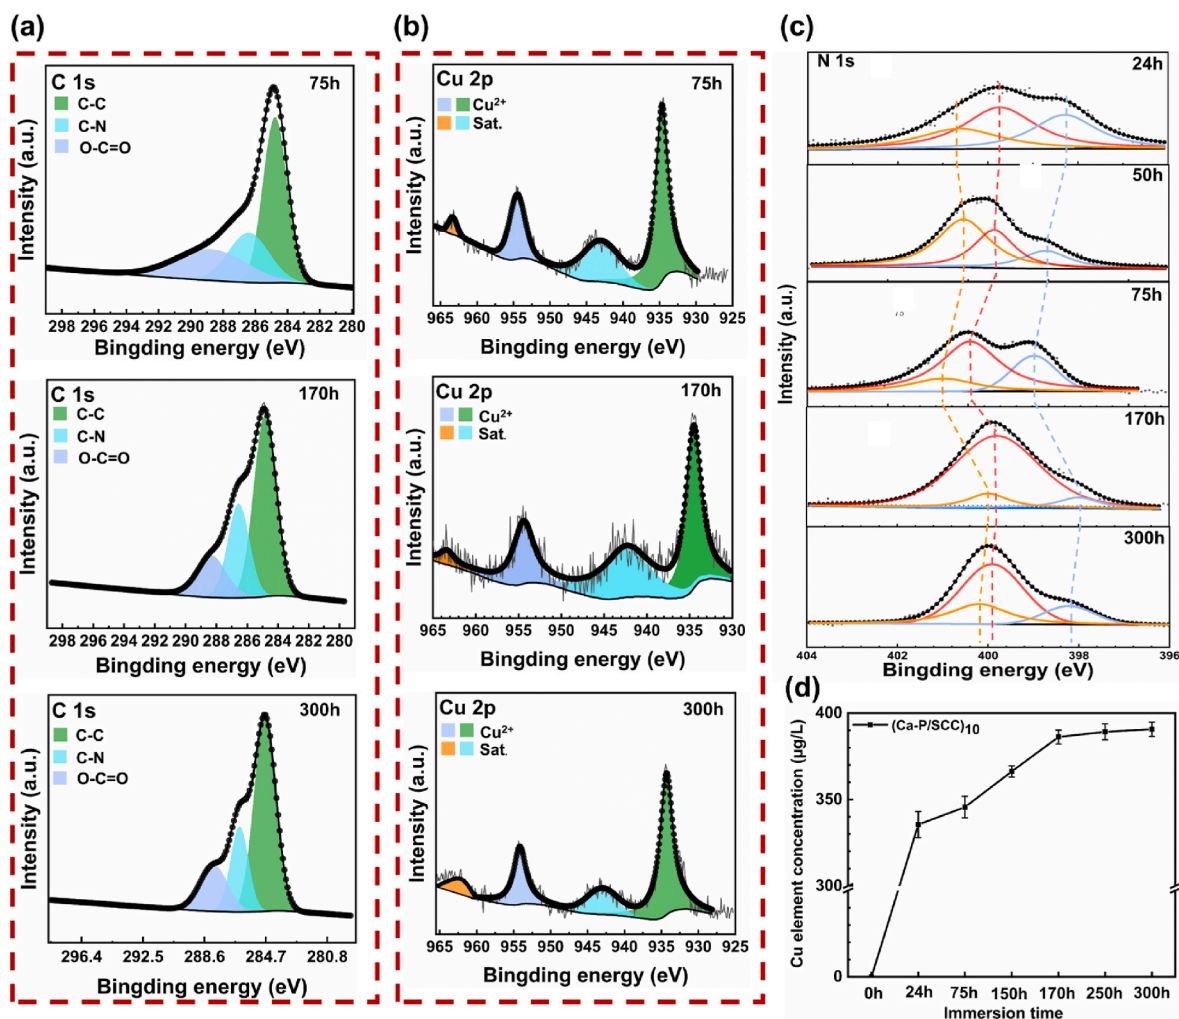 (a)
C 1s
75h
C-C
C-N
O-C=O
Intensity (a.u.)
298 296 294 292 290 288 286 284 282 280
Bingding energy (eV)
C 1s
170h
C-C
C-N
O-C=O
Intensity (a.u.)
298 296 294 292 290 288 286 284 282 280
Bingding energy (eV)
C 1s
300h
C-C
C-N
O-C=O
Intensity (a.u.)
296.4 292.5 288.6 284.7 280.8
Bingding energy (eV)
(b)
Cu 2p
75h
Cu²⁺
Sat.
Intensity (a.u.)
965 960 955 950 945 940 935 930 925
Bingding energy (eV)
Cu 2p
170h
Cu²⁺
Sat.
Intensity (a.u.)
965 960 955 950 945 940 935 930
Bingding energy (eV)
Cu 2p
300h
Cu²⁺
Sat.
Intensity (a.u.)
965 960 955 950 945 940 935 930 925
Bingding energy (eV)
(c)
N 1s
24h
50h
75h
170h
300h
Intensity (a.u.)
404 402 400 398 396
Bingding energy (eV)
(d)
(Ca-P/SCC)₁₀
Cu element concentration (μg/L)
400
350
300
0
0h 24h 75h 150h 170h 250h 300h
Immersion time